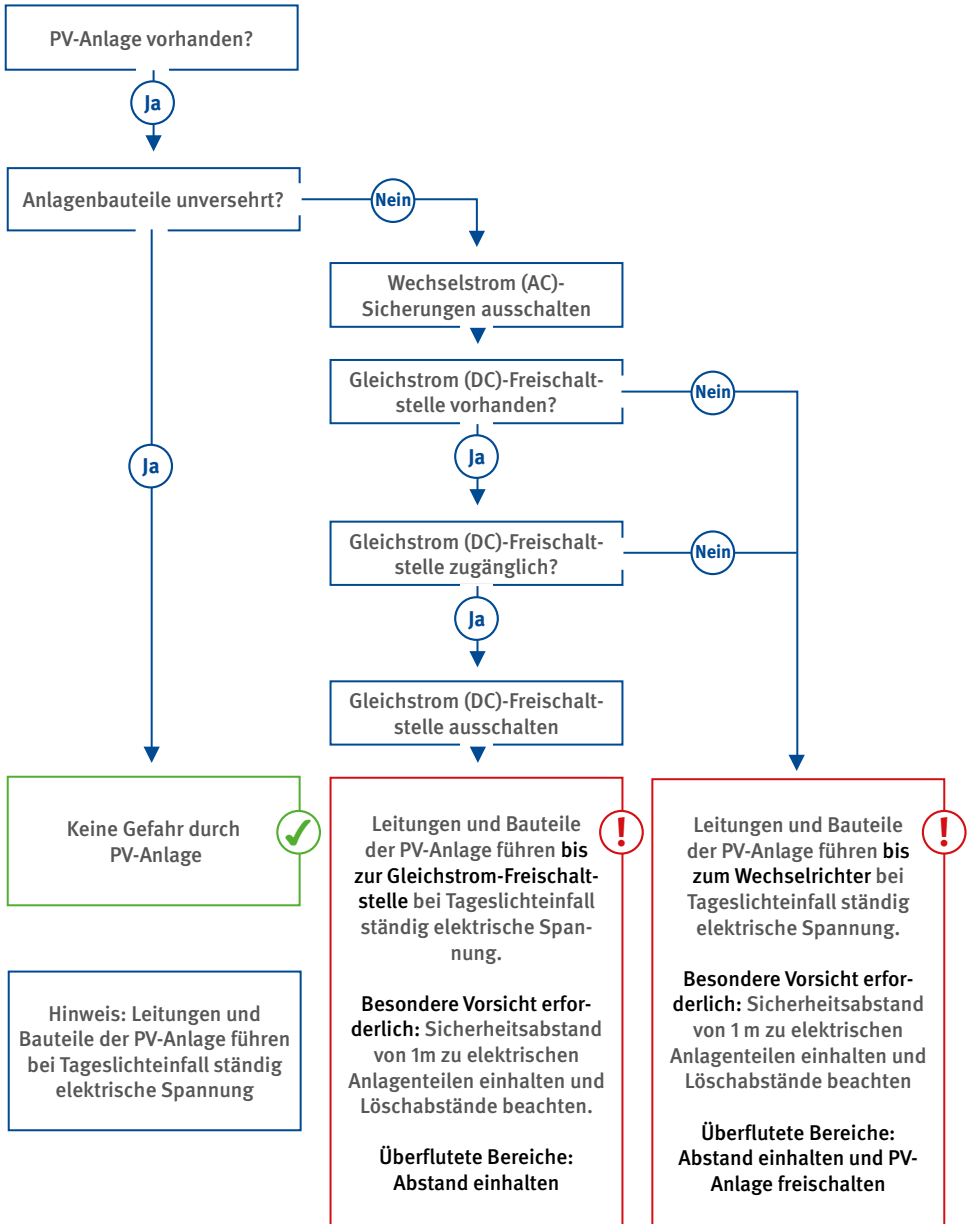 PV-Anlage vorhanden?
Ja
Anlagenbauteile unversehrt?
Nein
Wechselstrom (AC)-
Sicherungen ausschalten
Gleichstrom (DC)-Freischalt-
stelle vorhanden?
Nein
Ja
Ja
Gleichstrom (DC)-Freischalt-
stelle zugänglich?
Nein
Ja
Gleichstrom (DC)-Freischalt-
stelle ausschalten
Keine Gefahr durch
PV-Anlage
Hinweis: Leitungen und
Bauteile der PV-Anlage führen
bei Tageslichteinfall ständig
elektrische Spannung
Leitungen und Bauteile
der PV-Anlage führen bis
zur Gleichstrom-Freischalt-
stelle bei Tageslichteinfall
ständig elektrische Span-
nung.
Besondere Vorsicht erfor-
derlich: Sicherheitsabstand
von 1m zu elektrischen
Anlagenteilen einhalten und
Löschabstände beachten.
Überflutete Bereiche:
Abstand einhalten
!
Leitungen und Bauteile
der PV-Anlage führen bis
zum Wechselrichter bei
Tageslichteinfall ständig
elektrische Spannung.
Besondere Vorsicht erfor-
derlich: Sicherheitsabstand
von 1 m zu elektrischen
Anlagenteilen einhalten und
Löschabstände beachten
Überflutete Bereiche:
Abstand einhalten und PV-
Anlage freischalten
!